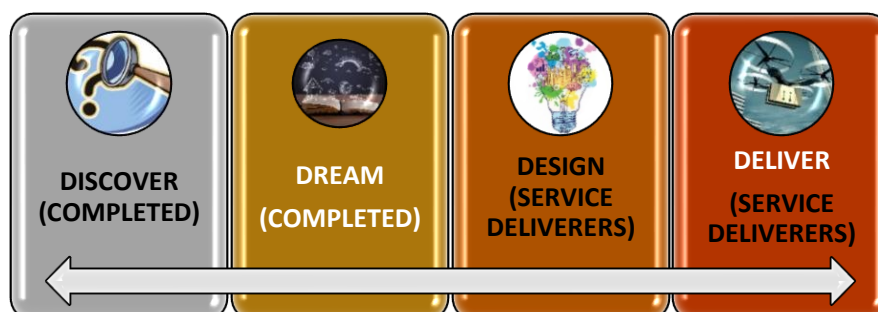 DISCOVER
(COMPLETED)
DREAM
(COMPLETED)
DESIGN
(SERVICE
DELIVERERS)
DELIVER
(SERVICE
DELIVERERS)